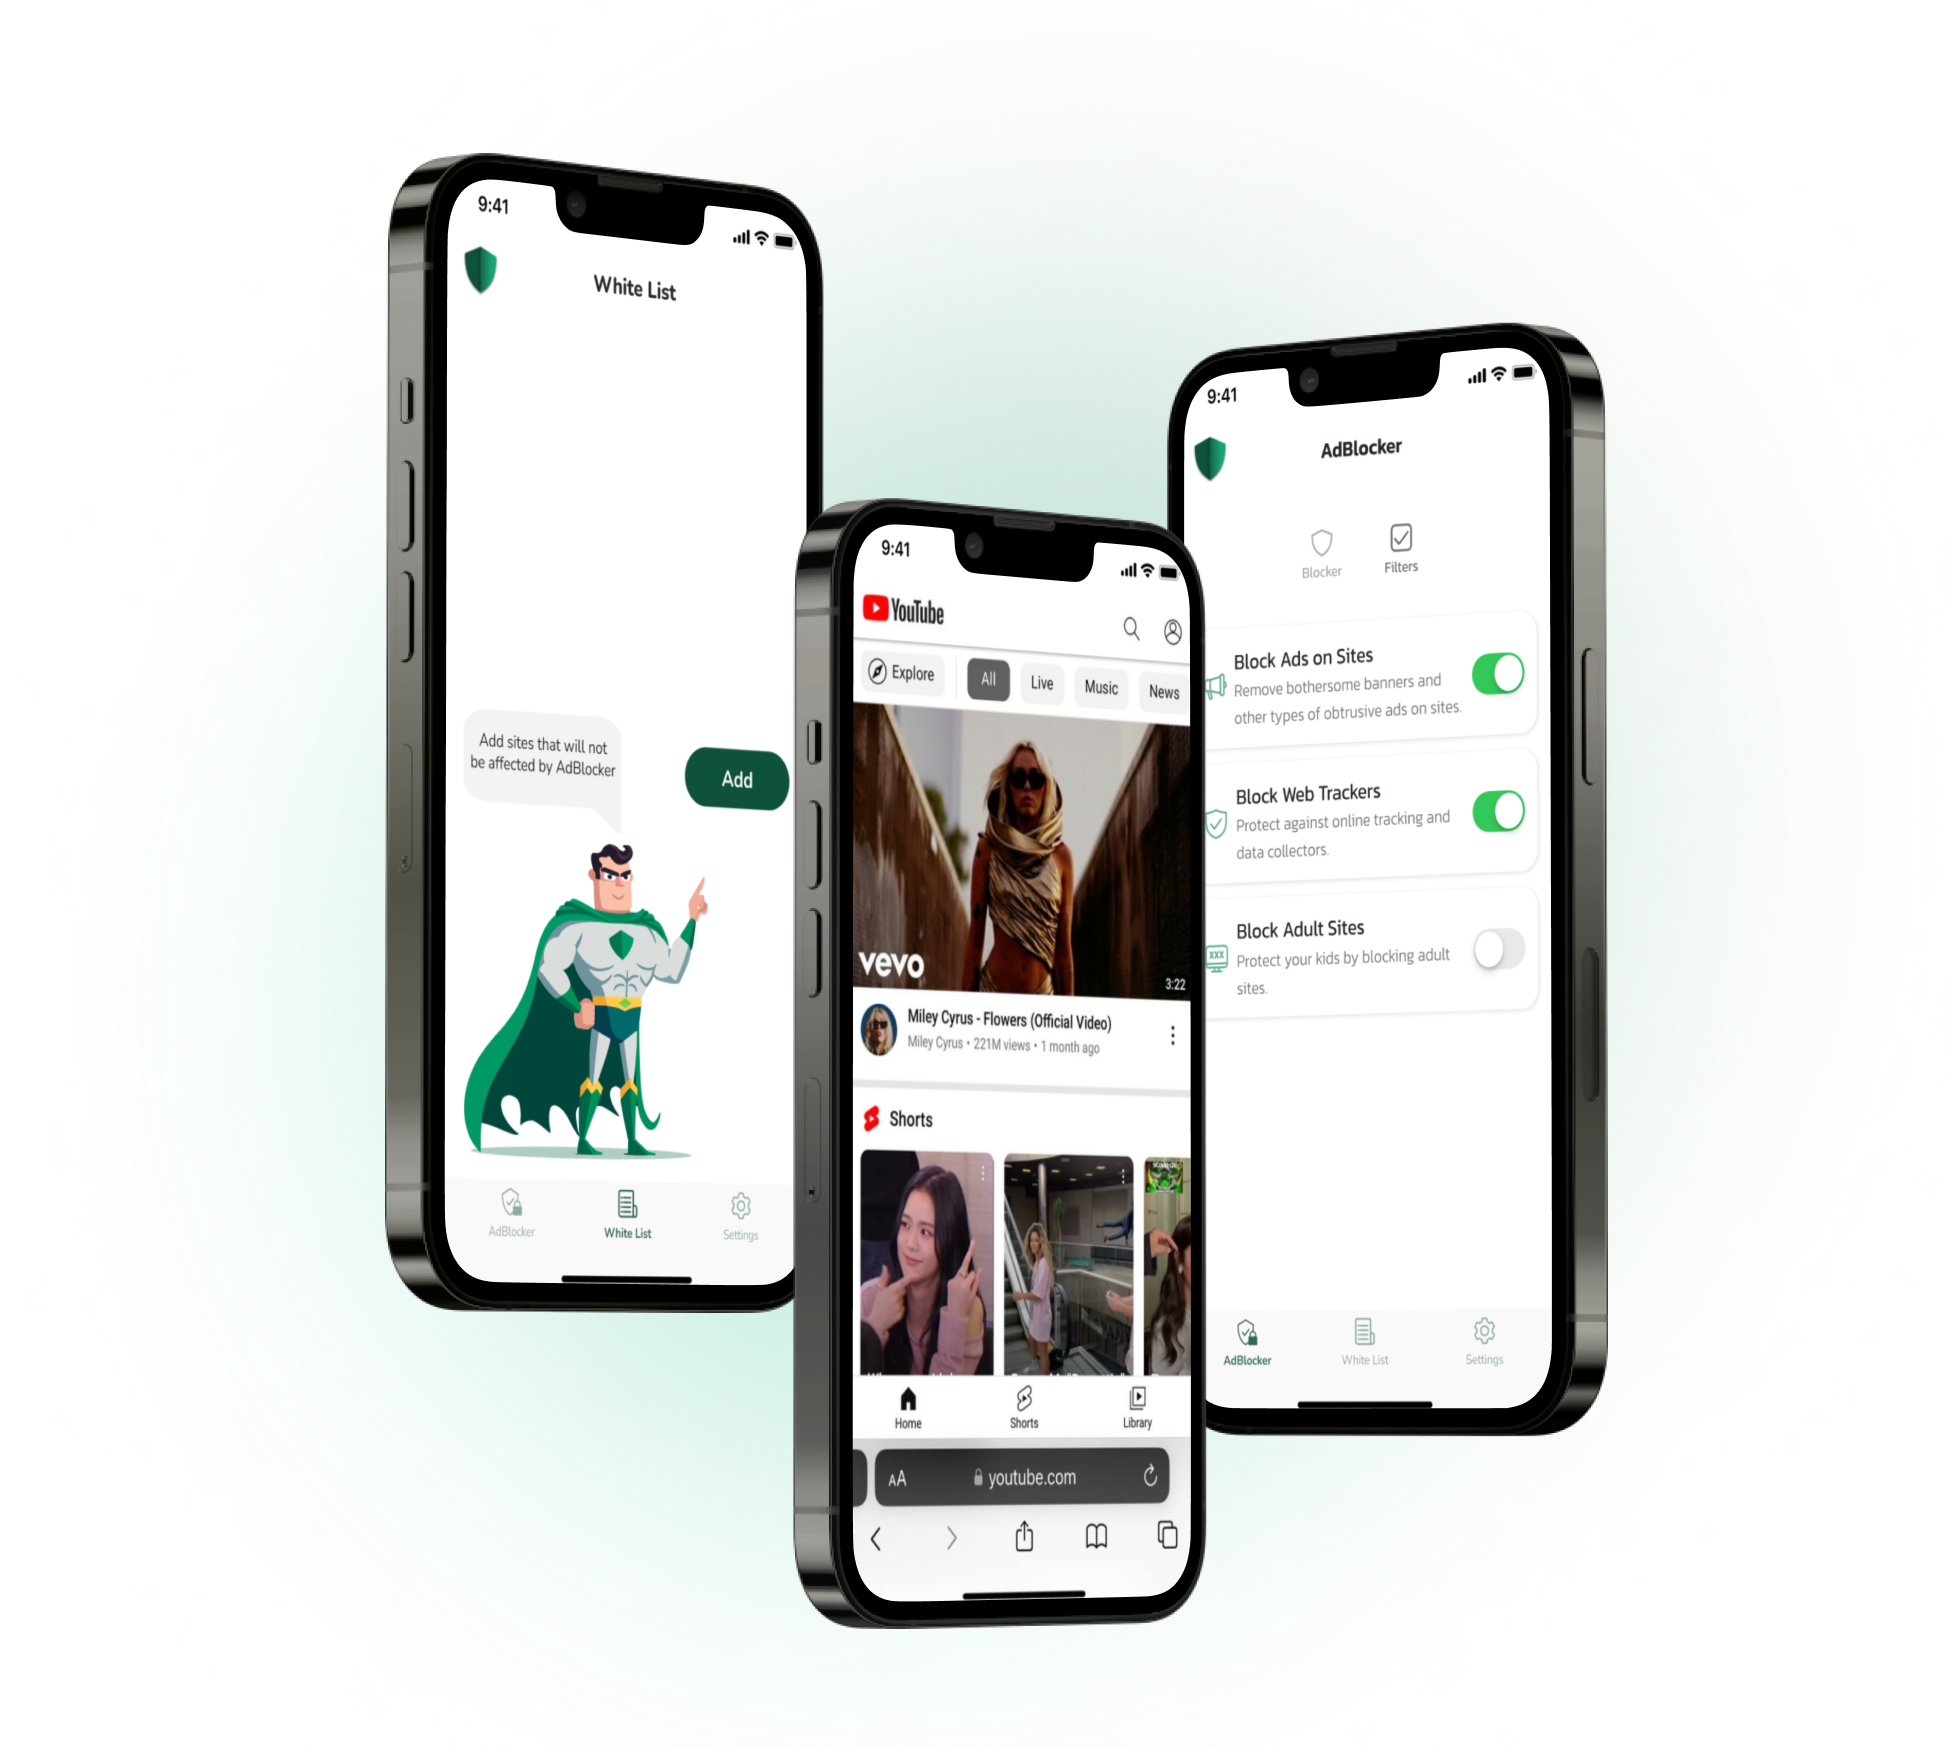 9:41
White List
Add sites that will not
be affected by AdBlocker
Add
AdBlocker
White List
Settings
9:41
YouTube
Explore
All
Live
Music
News
vevo
3:22
Miley Cyrus - Flowers (Official Video)
Miley Cyrus • 221M views • 1 month ago
Shorts
Home
Shorts
Library
AA
youtube.com
9:41
AdBlocker
Blocker
Filters
Block Ads on Sites
Remove bothersome banners and
other types of obtrusive ads on sites.
Block Web Trackers
Protect against online tracking and
data collectors.
XXX
Block Adult Sites
Protect your kids by blocking adult
sites.
AdBlocker
White List
Settings